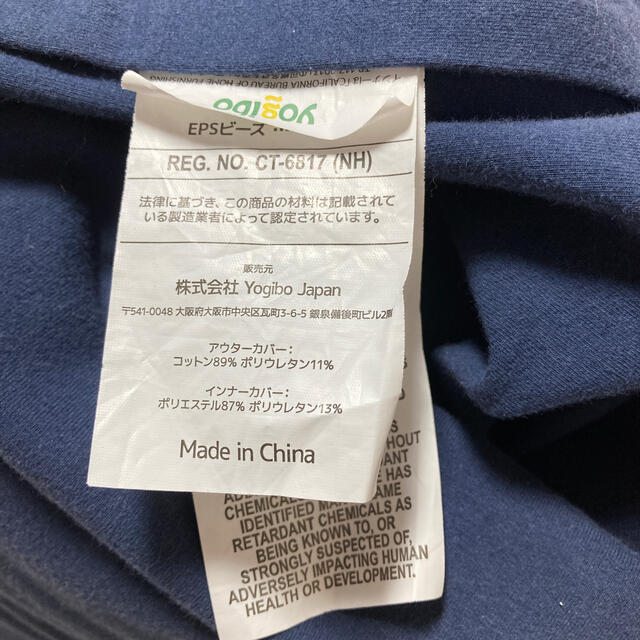 CALIFORNIA BUREAU OF HOME FURNISHING
yogibo
EPSビーズ
REG. NO. CT-6817 (NH)
法律に基づき、この商品の材料は記載されて
いる製造業者によって認定されています。
販売元
株式会社 Yogibo Japan
〒541-0048 大阪府大阪市中央区瓦町3-6-5 銀泉備後町ビル2階
アウターカバー：
コットン89% ポリウレタン11%
インナーカバー：
ポリエステル87% ポリウレタン13%
Made in China
HAS
CHEMICAL
IDENTIFIED
RETARDANT CHEMICALS AS
BEING KNOWN TO, OR
STRONGLY SUSPECTED OF,
ADVERSELY IMPACTING HUMAN
HEALTH OR DEVELOPMENT.